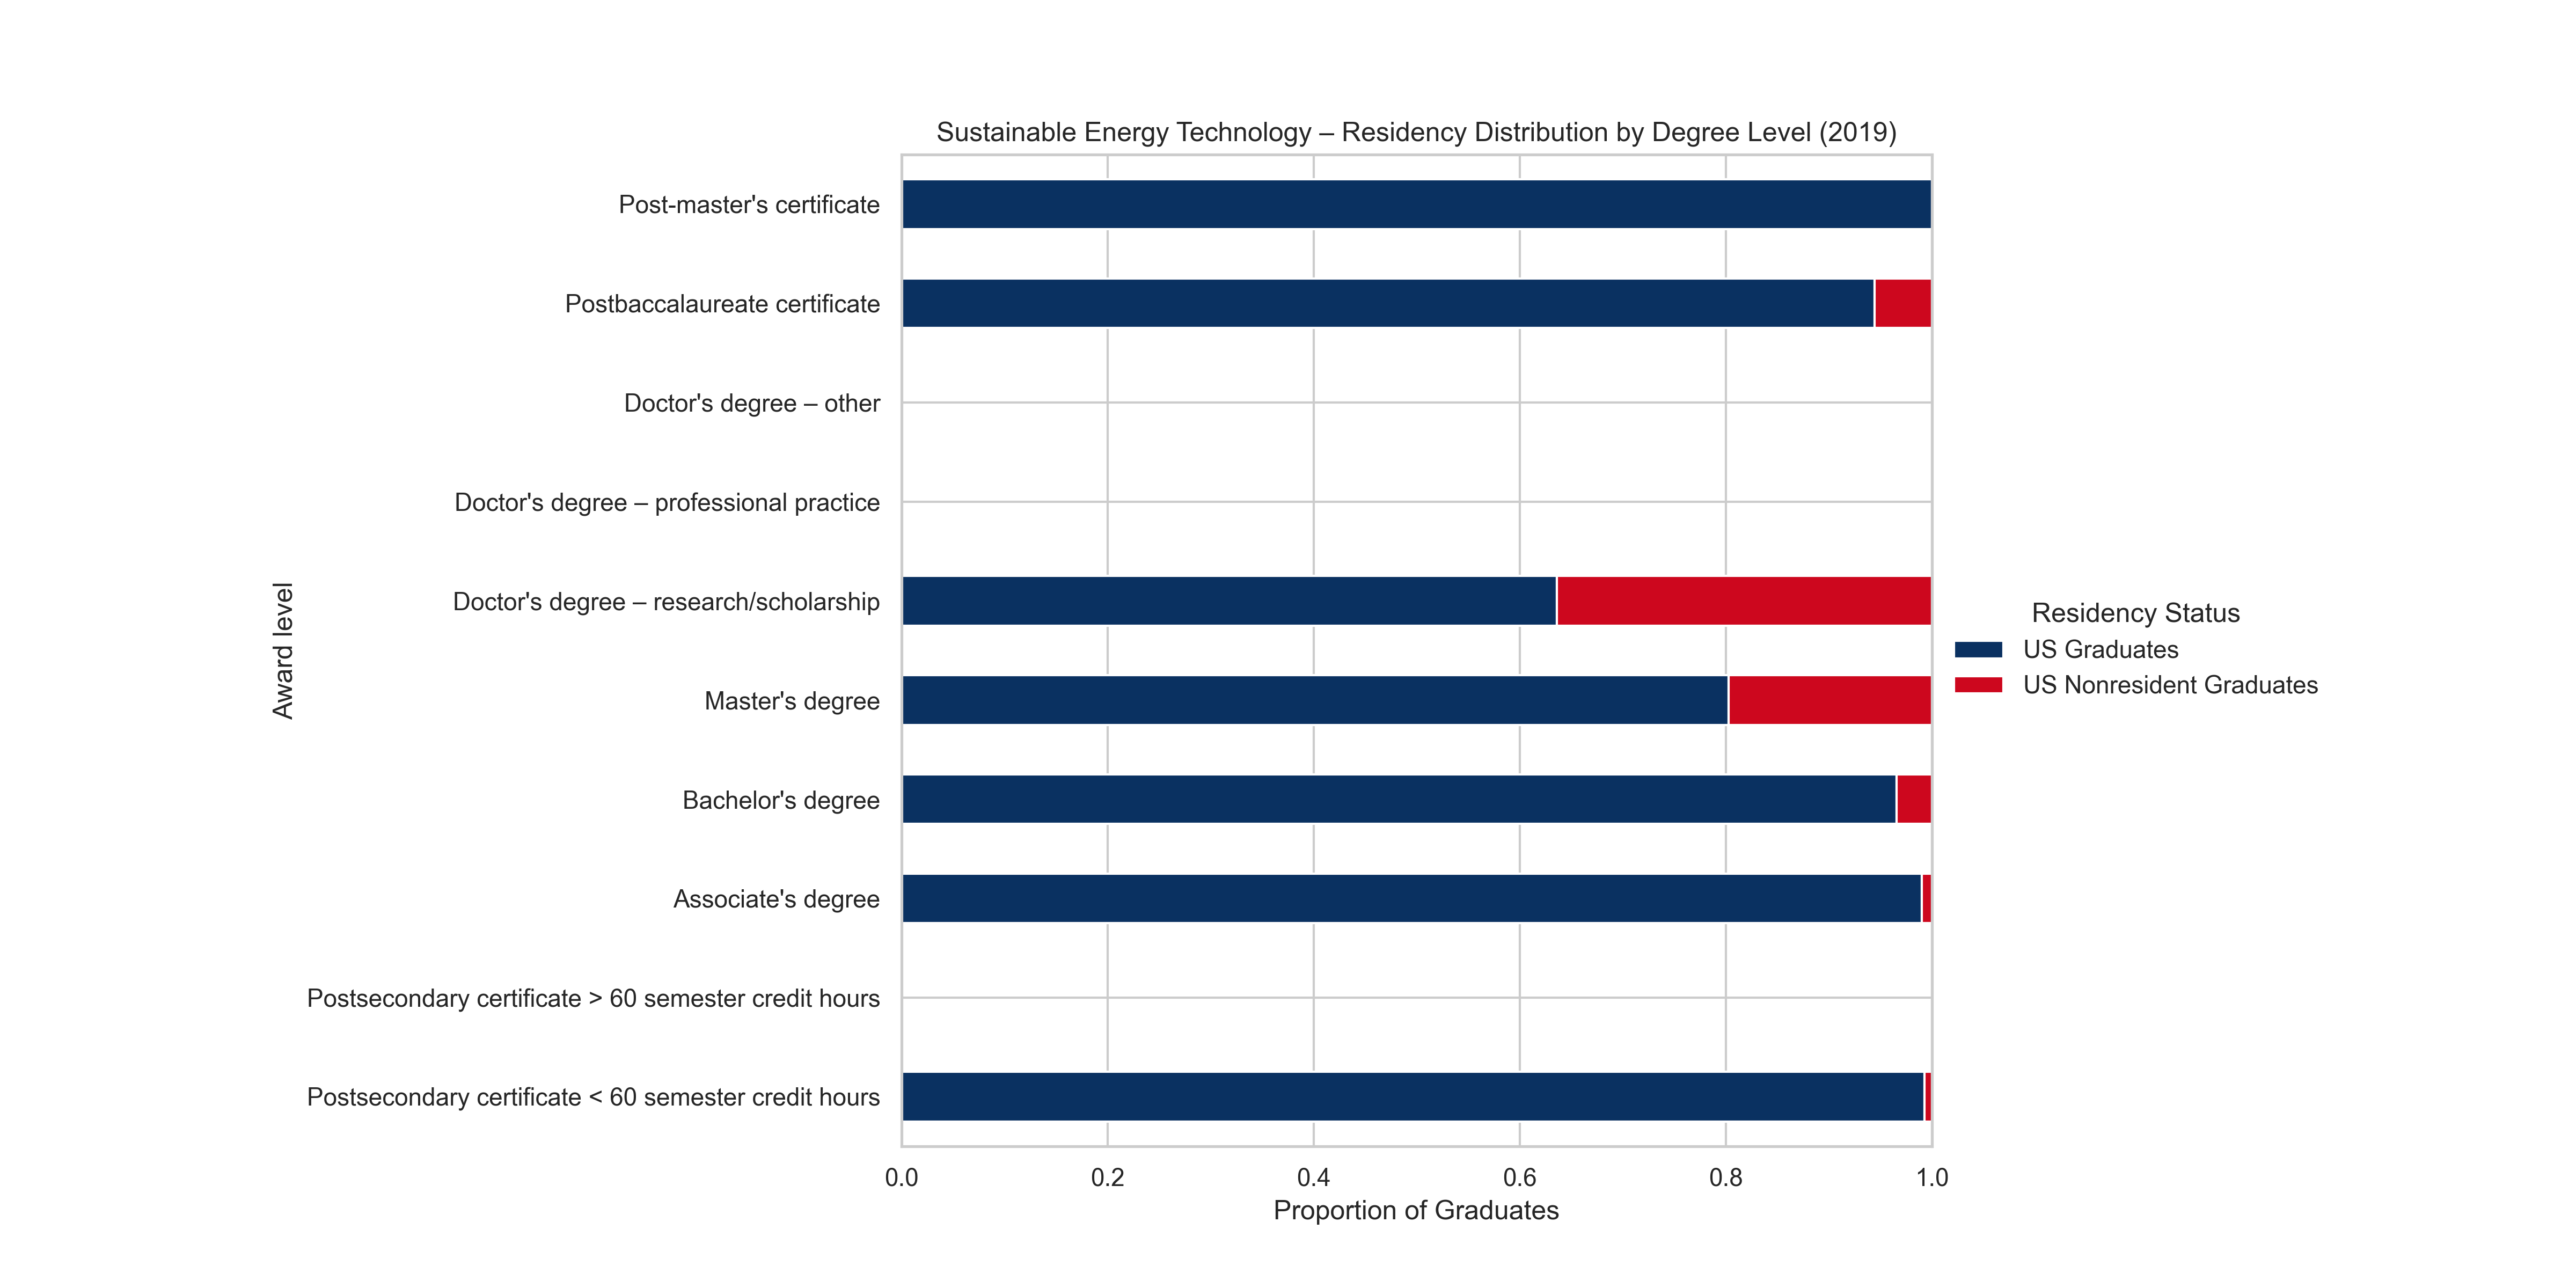 Sustainable Energy Technology – Residency Distribution by Degree Level (2019)
Award level
Post-master's certificate
Postbaccalaureate certificate
Doctor's degree – other
Doctor's degree – professional practice
Doctor's degree – research/scholarship
Master's degree
Bachelor's degree
Associate's degree
Postsecondary certificate > 60 semester credit hours
Postsecondary certificate < 60 semester credit hours
0.0 0.2 0.4 0.6 0.8 1.0
Proportion of Graduates
Residency Status
US Graduates
US Nonresident Graduates